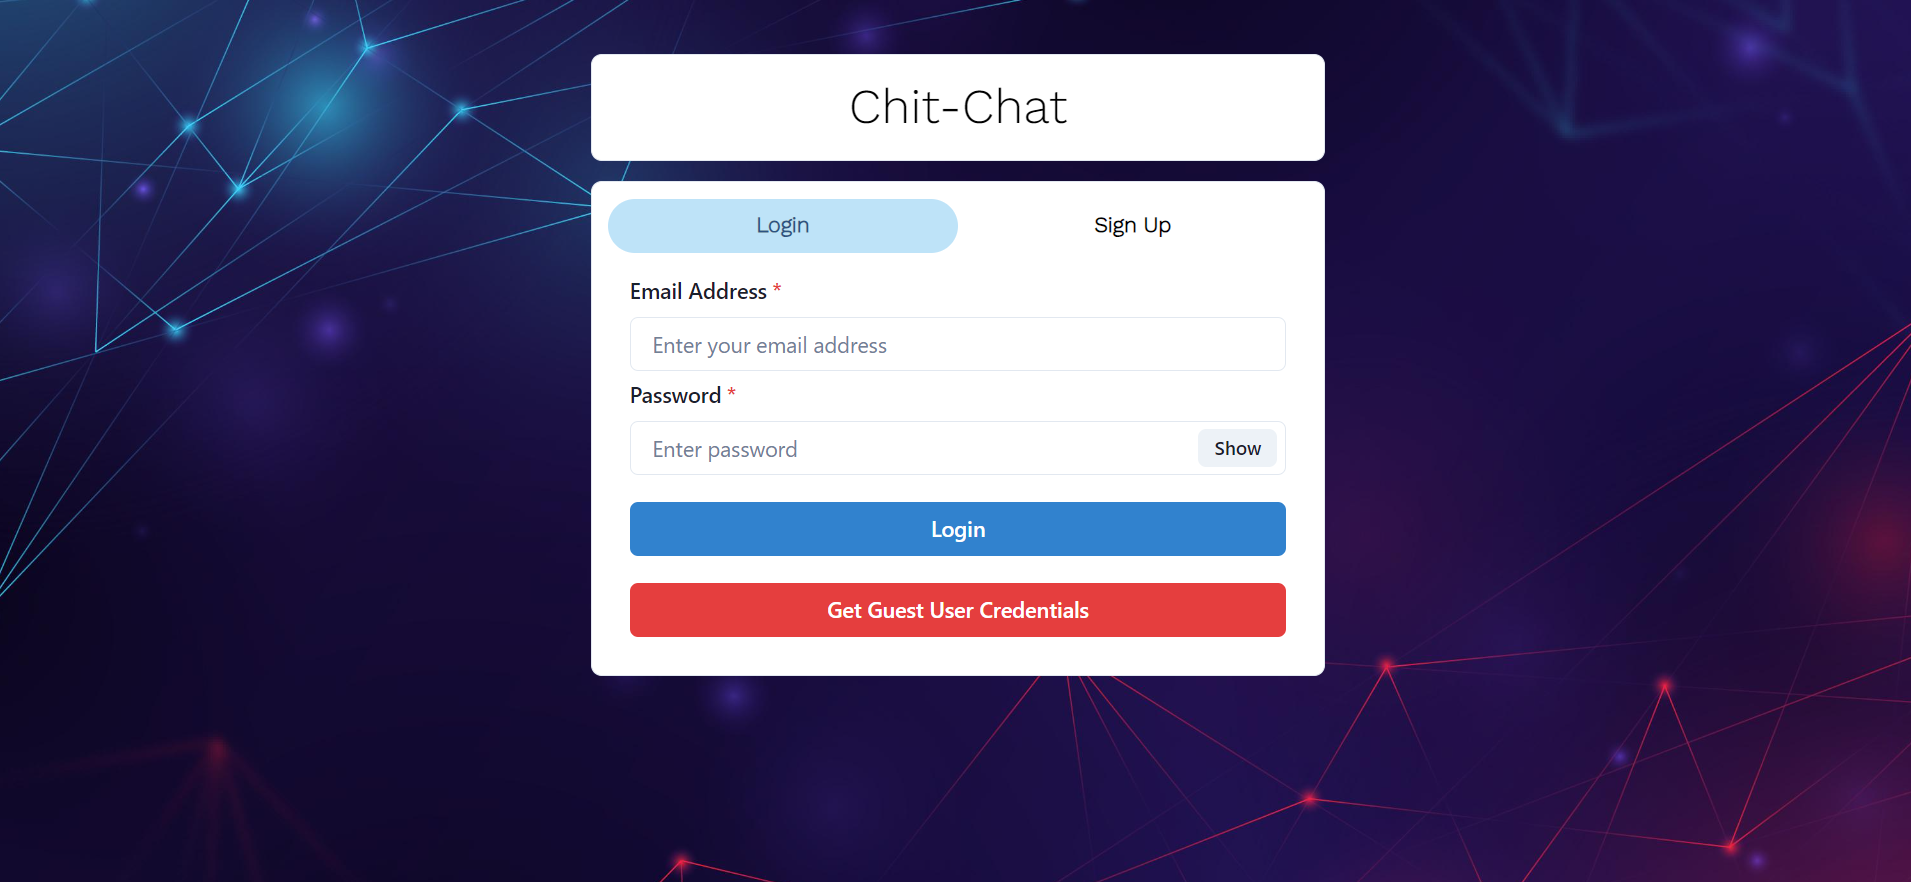 Chit-Chat
Login
Sign Up
Email Address *
Enter your email address
Password *
Enter password
Show
Login
Get Guest User Credentials